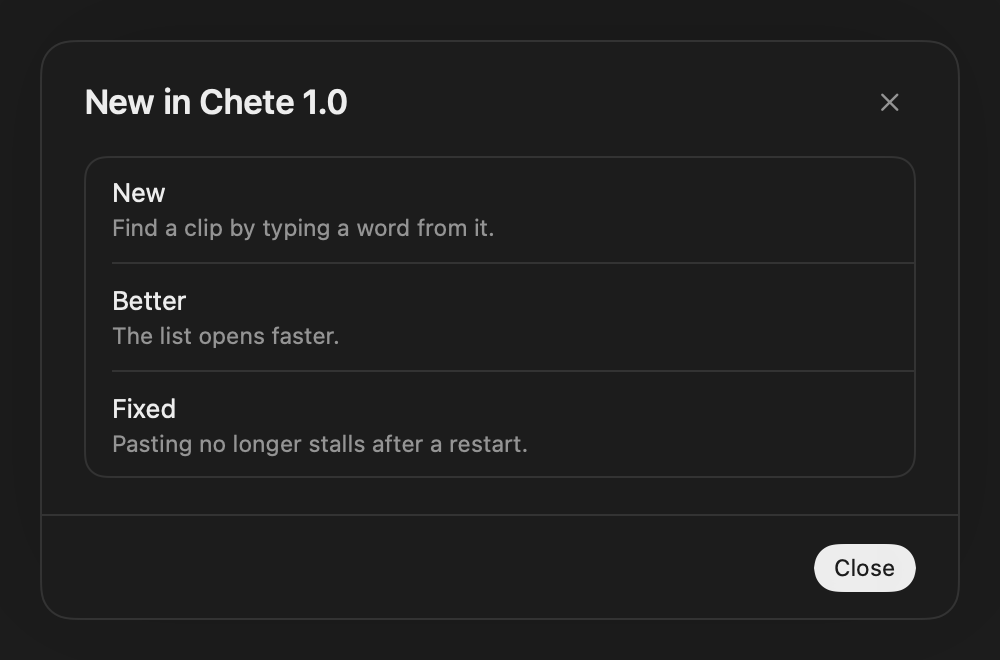 New in Chete 1.0
New
Find a clip by typing a word from it.
Better
The list opens faster.
Fixed
Pasting no longer stalls after a restart.
Close